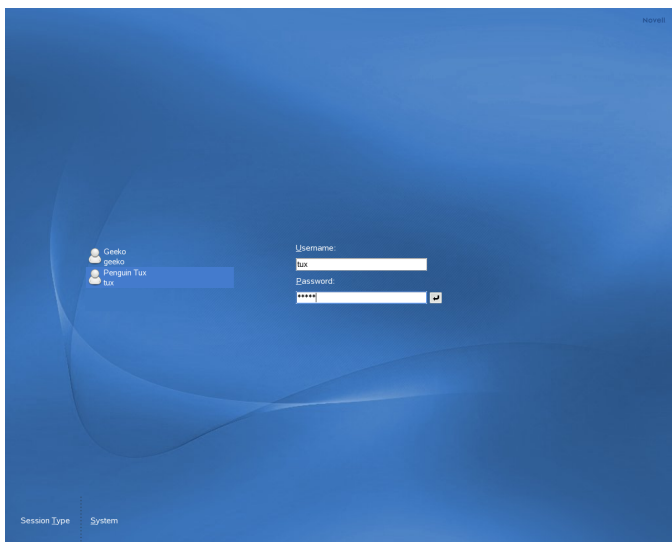 Novell
Geeko
geeko
Penguin Tux
tux
Username:
tux
Password:
*****
Session Type
System